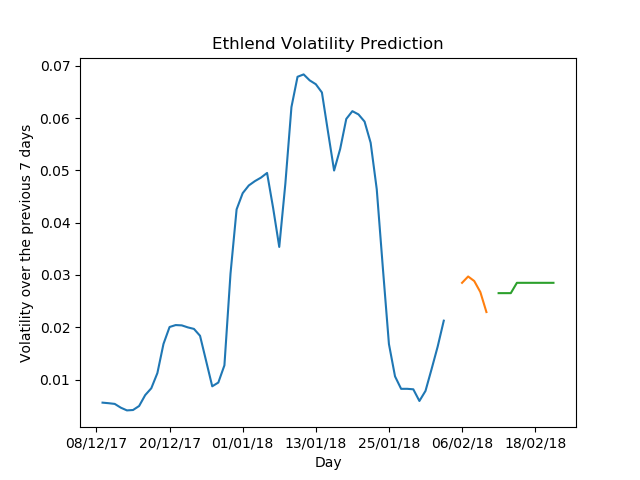 Ethlend Volatility Prediction
Volatility over the previous 7 days
0.07
0.06
0.05
0.04
0.03
0.02
0.01
08/12/17 20/12/17 01/01/18 13/01/18 25/01/18 06/02/18 18/02/18
Day